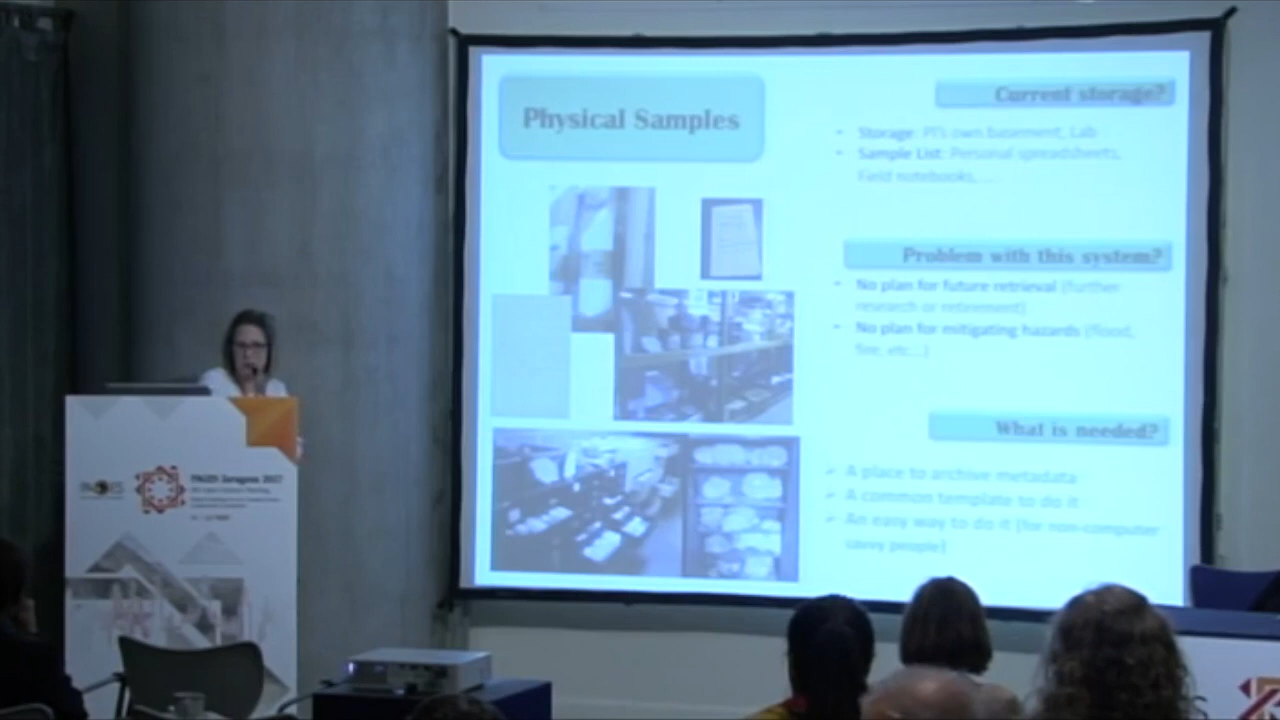 Physical Samples
Current storage?
• Storage: PI's own basement, Lab
• Sample List: Personal spreadsheets,
Field notebooks, ...
Problem with this system?
• No plan for future retrieval (further
research or retirement)
• No plan for mitigating hazards (flood,
fire, etc...)
What is needed?
➢ A place to archive metadata
➢ A common template to do it
➢ An easy way to do it (for non-computer
savvy people)
PAGES
PAGES Zaragoza 2017